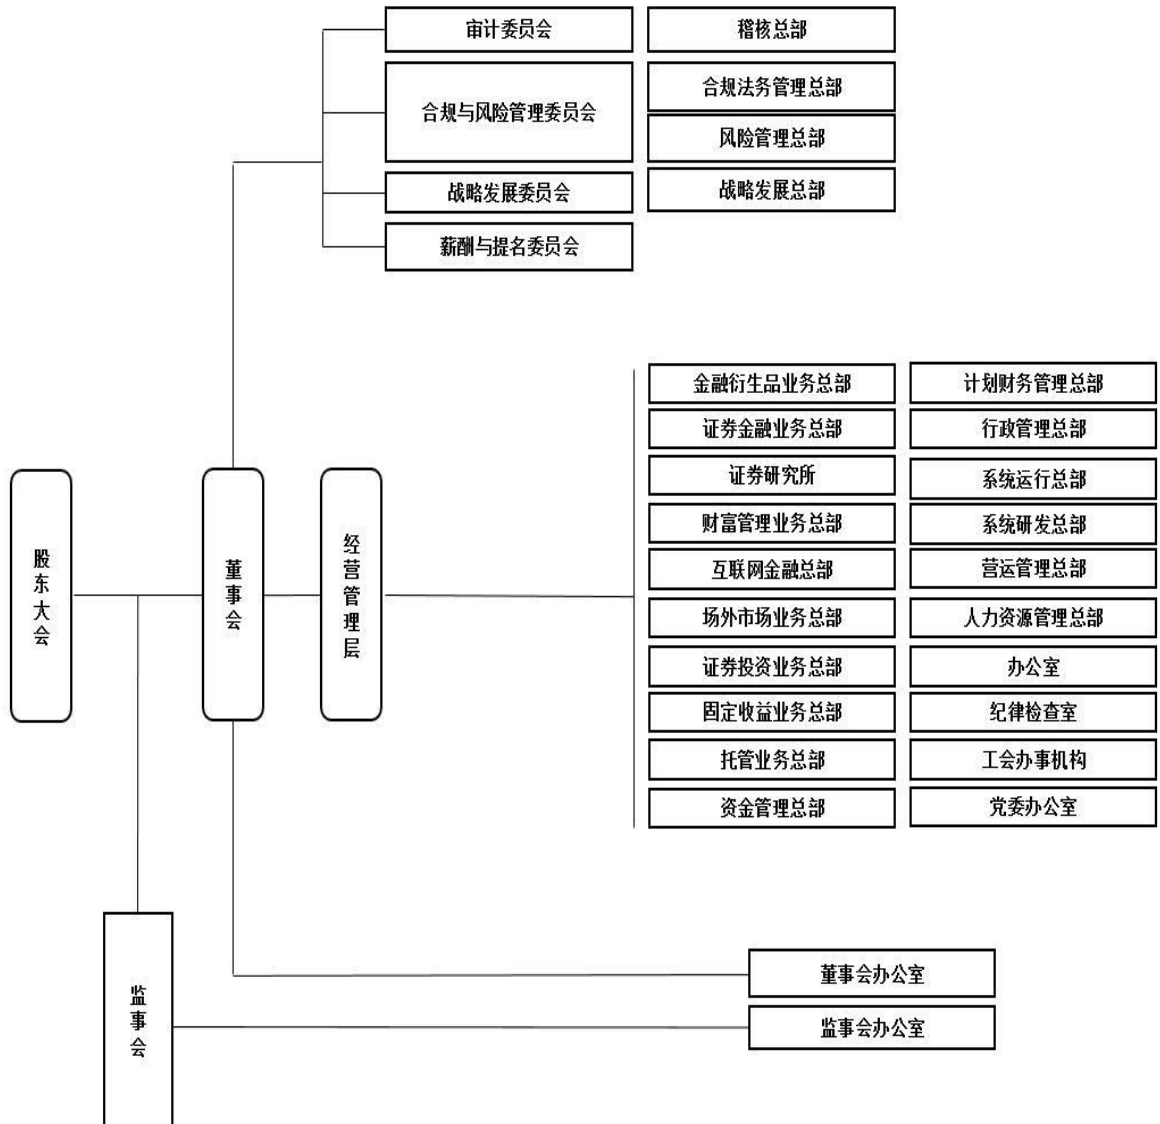 审计委员会
稽核总部
合规与风险管理委员会
合规法务管理总部
风险管理总部
战略发展委员会
战略发展总部
薪酬与提名委员会
股东大会
董事会
经营管理层
金融衍生品业务总部
计划财务管理总部
证券金融业务总部
行政管理总部
证券研究所
系统运行总部
财富管理业务总部
系统研发总部
互联网金融总部
营运管理总部
场外市场业务总部
人力资源管理总部
证券投资业务总部
办公室
固定收益业务总部
纪律检查室
托管业务总部
工会办事机构
资金管理总部
党委办公室
监事会
董事会办公室
监事会办公室